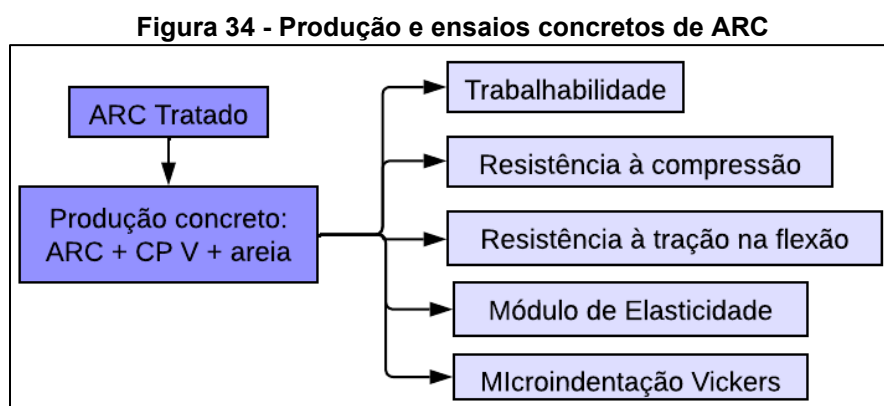 Figura 34 - Produção e ensaios concretos de ARC
ARC Tratado
Produção concreto:
ARC + CP V + areia
Trabalhabilidade
Resistência à compressão
Resistência à tração na flexão
Módulo de Elasticidade
MIcroindentação Vickers